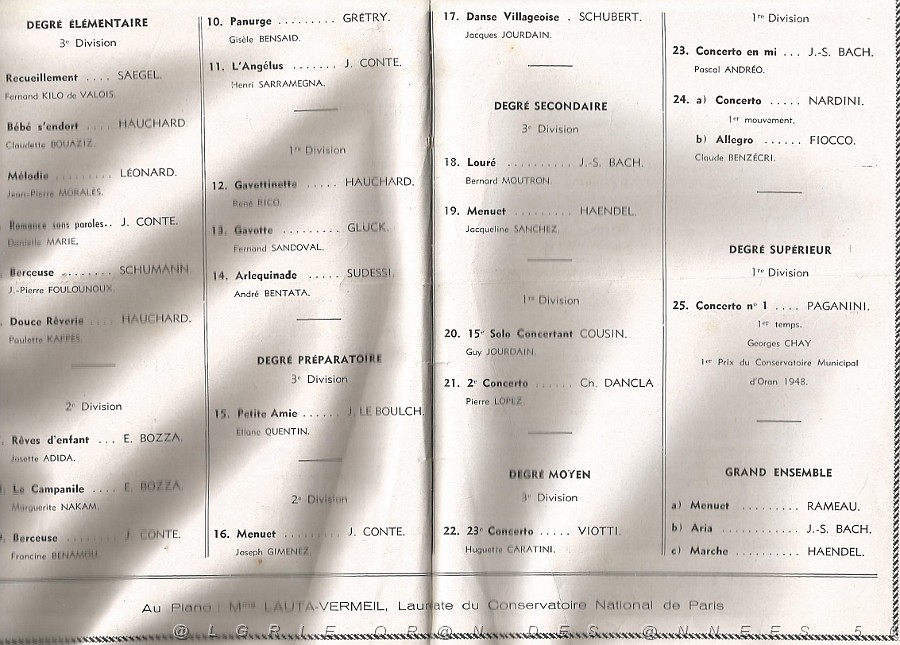 DEGRÉ ÉLÉMENTAIRE
3e Division
Recueillement .... SAEGEL.
Fernand KILO de VALOIS.
Bébé s'endort .... HAUCHARD
Claudette BOUAZIZ.
Mélodie ......... LÉONARD.
Jean-Pierre MORALÈS.
Romance sans paroles.. J. CONTE.
Danielle MARIE.
Berceuse ........ SCHUMANN
J.-Pierre FOULOUNOUX.
Douce Rêverie .... HAUCHARD.
Paulette KAPPÈS.
2e Division
Rêves d'enfant ... E. BOZZA.
Josette ADIDA.
Le Campanile .... E. BOZZA.
Marguerite NAKAM.
Berceuse ........ J. CONTE.
Francine BENAMOU.
10. Panurge ......... GRÉTRY.
Gisèle BENSAID.
11. L'Angélus ....... J. CONTE.
Henri SARRAMEGNA.
1re Division
12. Gavottinette ..... HAUCHARD.
René RICO.
13. Gavotte ......... GLUCK.
Fernand SANDOVAL.
14. Arlequinade ..... SUDESSI.
André BENTATA.
DEGRÉ PRÉPARATOIRE
3e Division
15. Petite Amie ...... J. LE BOULCH.
Eliane QUENTIN.
2e Division
16. Menuet ......... J. CONTE.
Joseph GIMENEZ.
17. Danse Villageoise . SCHUBERT.
Jacques JOURDAIN.
DEGRÉ SECONDAIRE
3e Division
18. Louré .......... J.-S. BACH.
Bernard MOUTRON.
19. Menuet ......... HAENDEL.
Jacqueline SANCHEZ.
1re Division
20. 15e Solo Concertant COUSIN.
Guy JOURDAIN.
21. 2e Concerto ...... Ch. DANCLA
Pierre LOPEZ.
DEGRÉ MOYEN
3e Division
22. 23e Concerto ..... VIOTTI.
Huguette CARATINI.
1re Division
23. Concerto en mi ... J.-S. BACH.
Pascal ANDRÉO.
24. a) Concerto ..... NARDINI.
1er mouvement.
b) Allegro ...... FIOCCO.
Claude BENZÉCRI.
DEGRÉ SUPÉRIEUR
1re Division
25. Concerto n° 1 .... PAGANINI.
1er temps.
Georges CHAY
1er Prix du Conservatoire Municipal
d'Oran 1948.
GRAND ENSEMBLE
a) Menuet .......... RAMEAU.
b) Aria ............ J.-S. BACH.
c) Marche .......... HAENDEL.
Au Piano : Mme LAUTA-VERMEIL, Lauréate du Conservatoire National de Paris
@LGRIE OR@N DES @NNEES 5